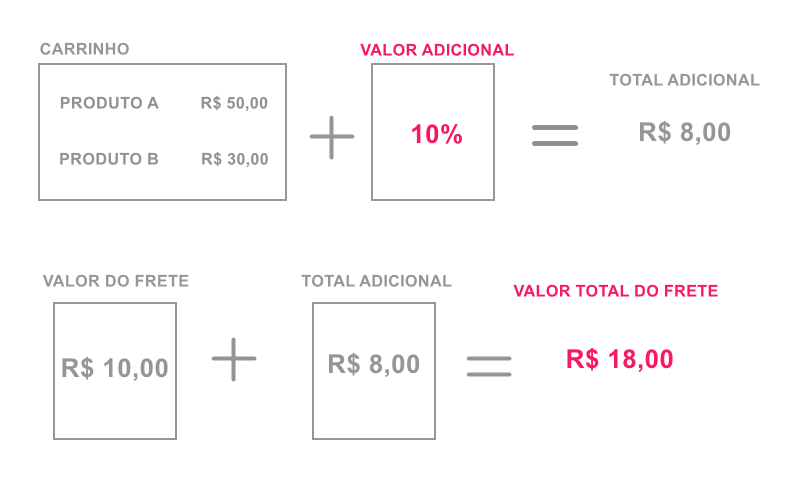 CARRINHO
VALOR ADICIONAL
TOTAL ADICIONAL
PRODUTO A R$ 50,00
10%
R$ 8,00
PRODUTO B R$ 30,00
VALOR DO FRETE
TOTAL ADICIONAL
VALOR TOTAL DO FRETE
R$ 10,00
R$ 8,00
R$ 18,00